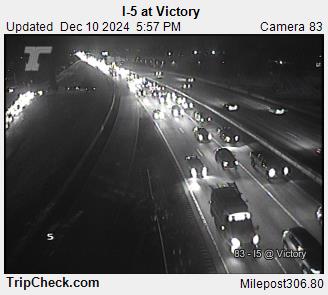 I-5 at Victory
Updated Dec 10 2024 5:57 PM Camera 83
T
S
83 - I5 @ Victory
TripCheck.com Milepost306.80